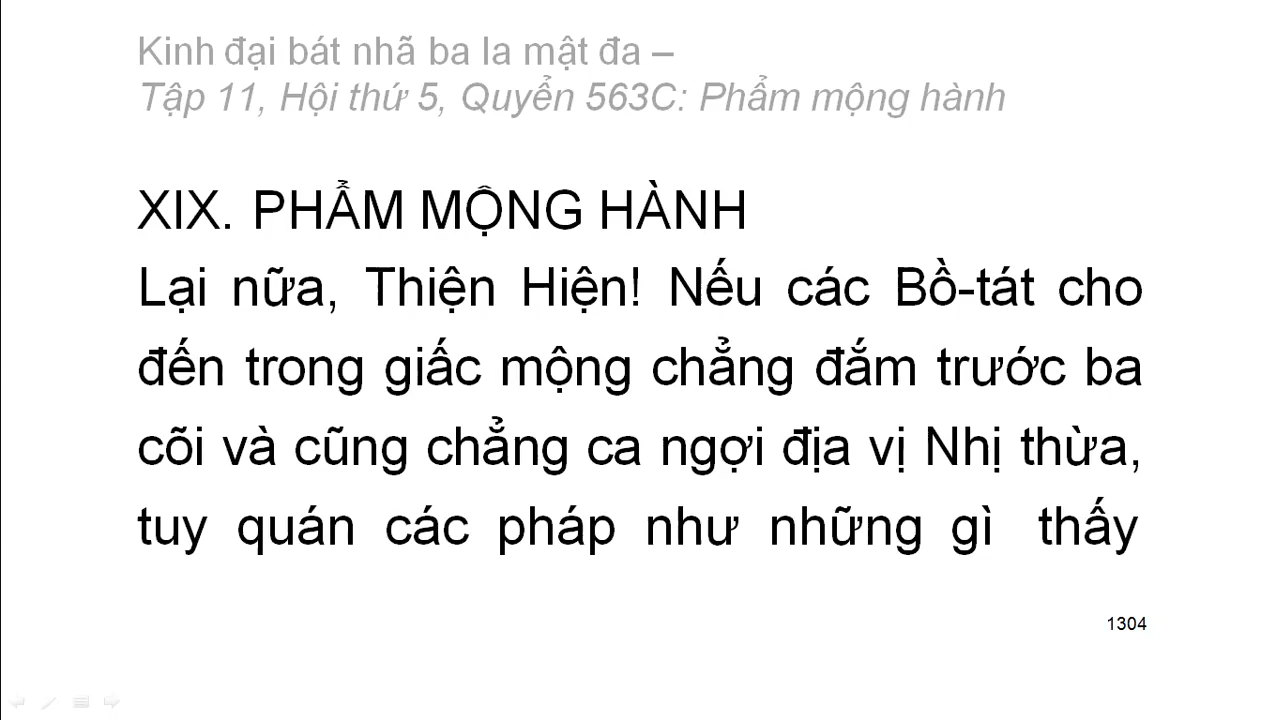 Kinh đại bát nhã ba la mật đa –
Tập 11, Hội thứ 5, Quyển 563C: Phẩm mộng hành
XIX. PHẨM MỘNG HÀNH
Lại nữa, Thiện Hiện! Nếu các Bồ-tát cho
đến trong giấc mộng chẳng đắm trước ba
cõi và cũng chẳng ca ngợi địa vị Nhị thừa,
tuy quán các pháp như những gì thấy
1304